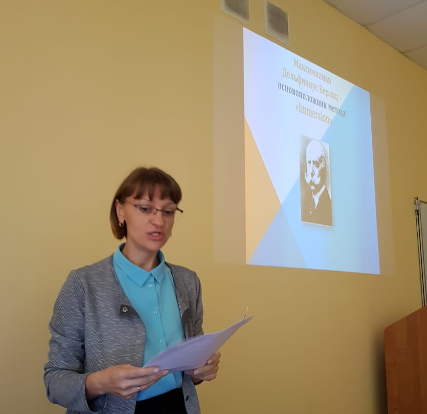 Максимилиан
Дельфиниус Берлиц -
основоположник метода
«Immersion»